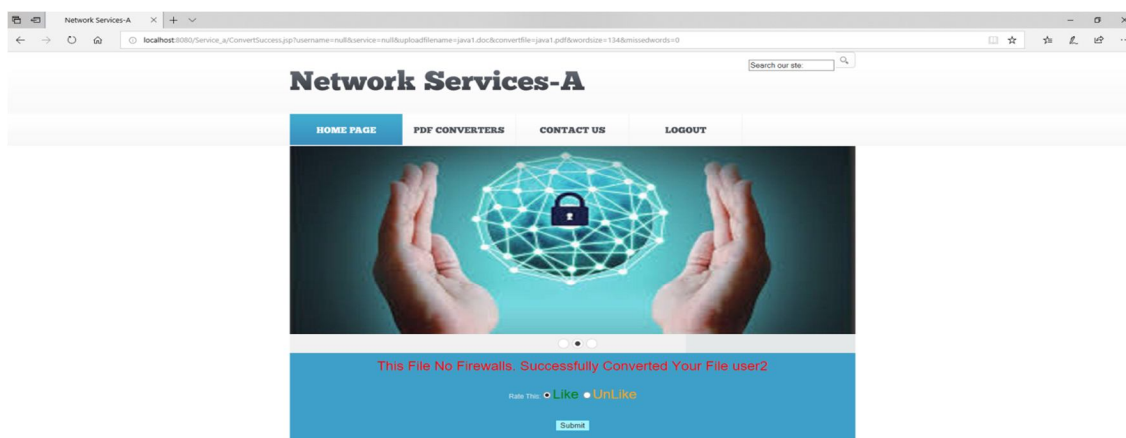 Network Services-A
localhost:8080/Service_a/ConvertSuccess.jsp?username=null&service=null&uploadfilename=java1.doc&convertfile=java1.pdf&wordsize=134&missedwords=0
Search our site:
Network Services-A
HOME PAGE PDF CONVERTERS CONTACT US LOGOUT
This File No Firewalls. Successfully Converted Your File user2
Rate This: Like UnLike
Submit